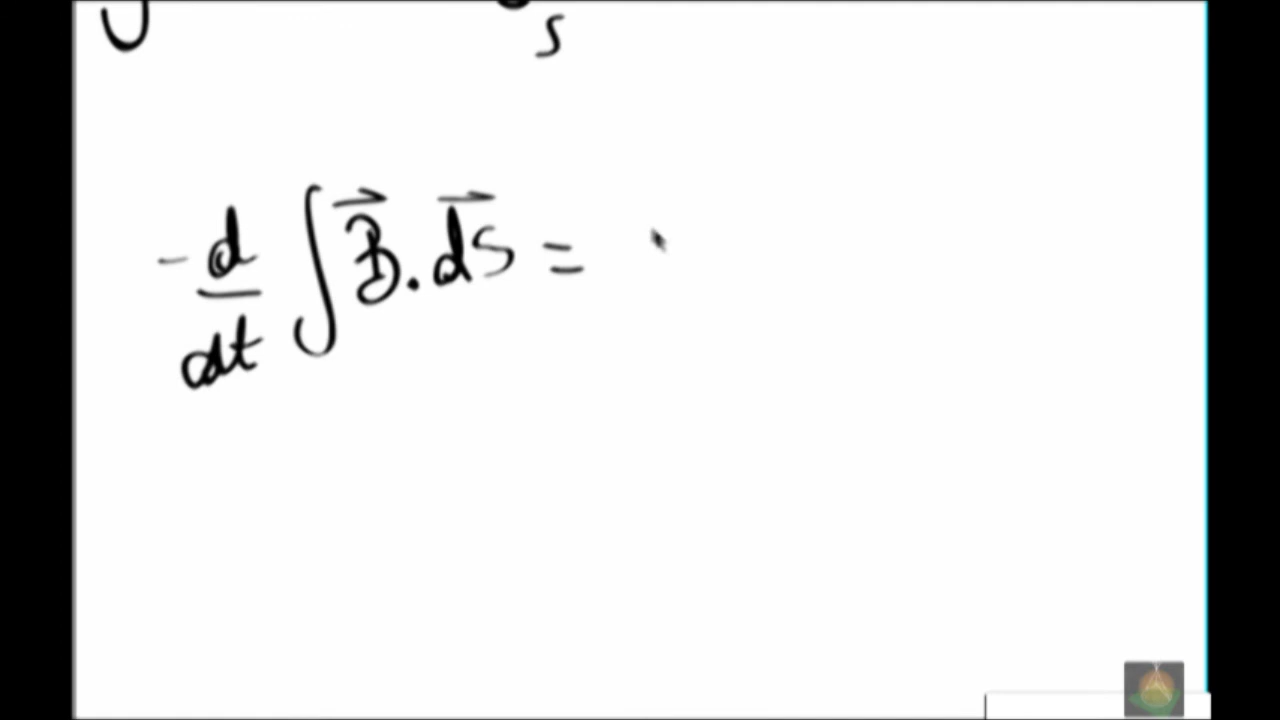 s
-d/dt ∫ B⃗ . ds⃗ =